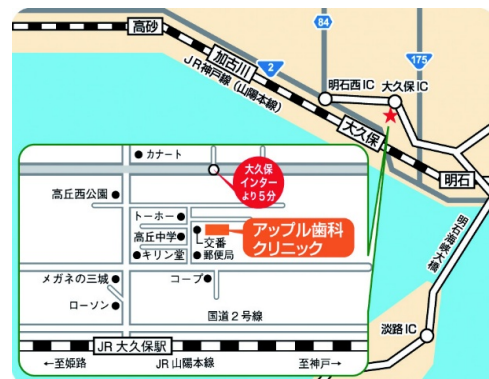 84
高砂
加古川
2
175
JR神戸線(山陽本線)
明石西IC
大久保IC
大久保
明石
明石海峡大橋
淡路IC
カナート
大久保
インター
より5分
高丘西公園
トーホー
高丘中学
キリン堂
交番
郵便局
アップル歯科
クリニック
メガネの三城
コープ
ローソン
国道2号線
JR 大久保駅
←至姫路
JR 山陽本線
至神戸→